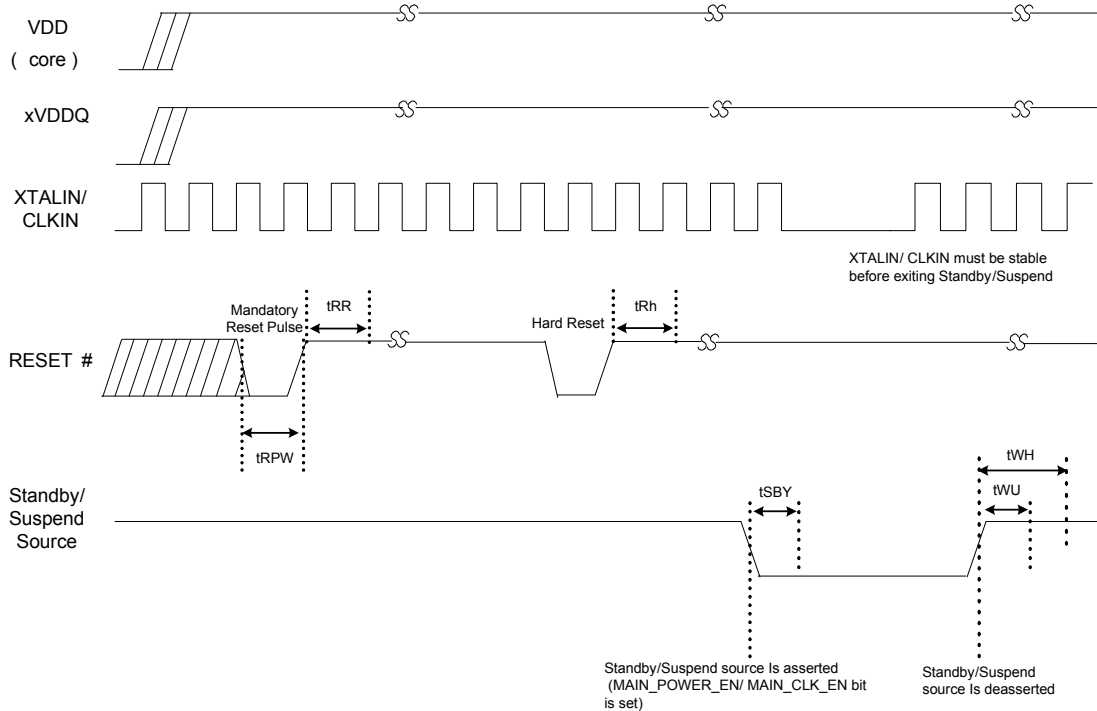 VDD
( core )
xVDDQ
XTALIN/
CLKIN
XTALIN/ CLKIN must be stable
before exiting Standby/Suspend
Mandatory
Reset Pulse
tRR
Hard Reset
tRh
RESET #
tRPW
tWH
tSBY
tWU
Standby/
Suspend
Source
Standby/Suspend source Is asserted
(MAIN_POWER_EN/ MAIN_CLK_EN bit
is set)
Standby/Suspend
source Is deasserted